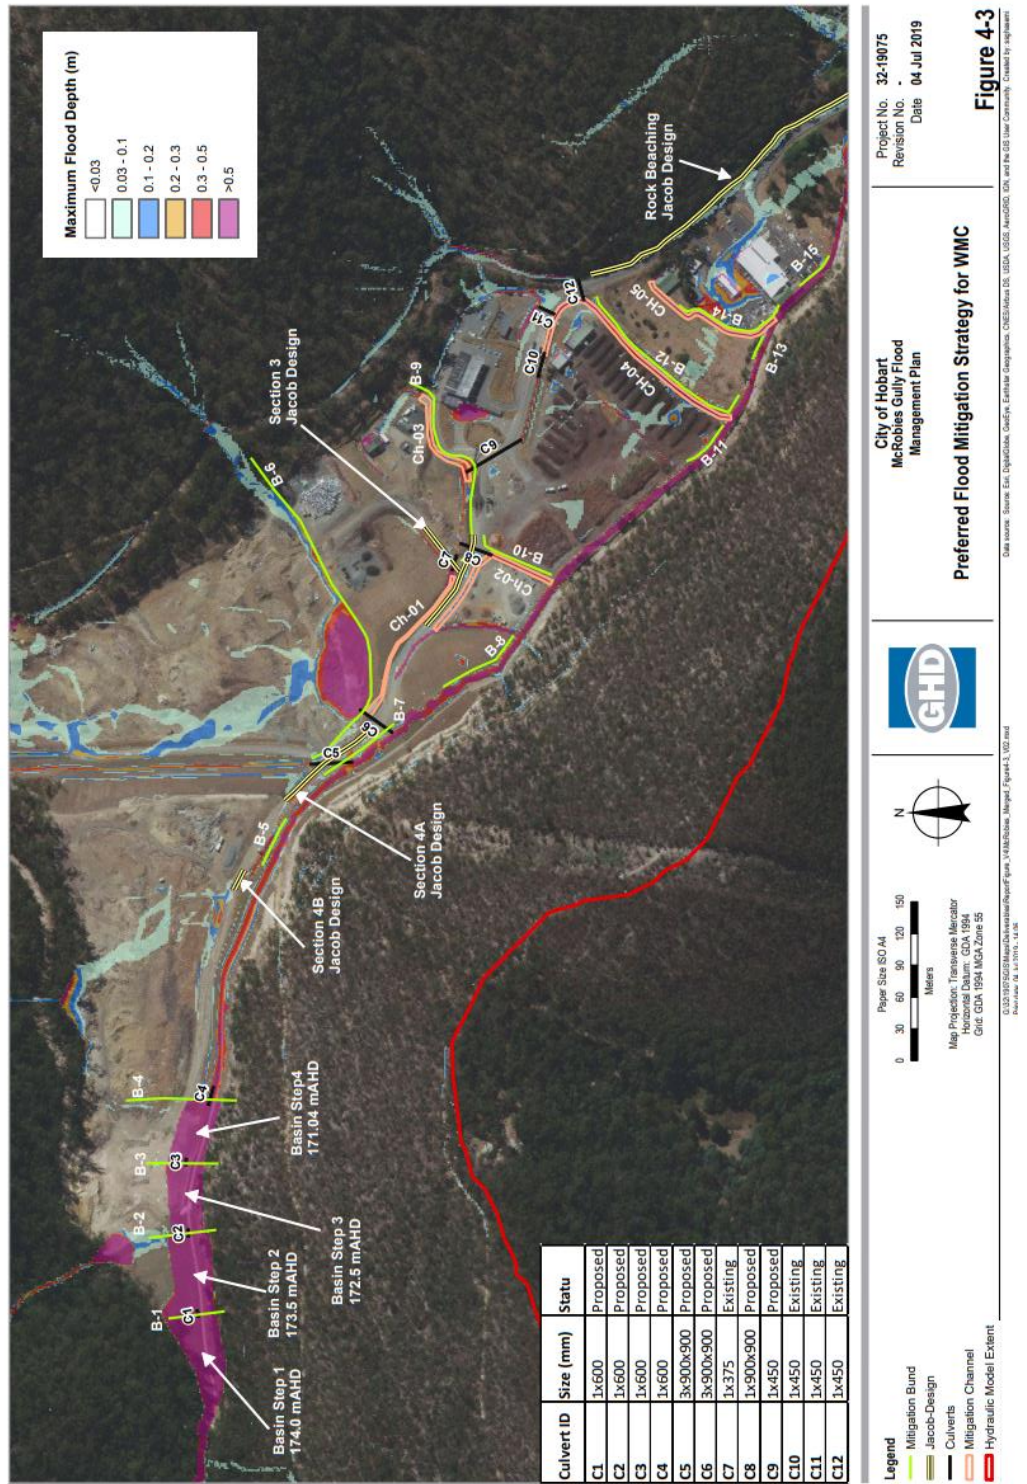 Maximum Flood Depth (m)
<0.03
0.03 - 0.1
0.1 - 0.2
0.2 - 0.3
0.3 - 0.5
>0.5
Section 3
Jacob Design
Rock Beaching
Jacob Design
B-6
B-9
Ch-03
C11
C12
C10
C9
CH-05
B-14
B-15
B-12
CH-04
B-13
B-11
C7
C8
Ch-01
B-10
Ch-02
B-8
B-7
C6
C5
B-5
Section 4A
Jacob Design
Section 4B
Jacob Design
B-4
C4
B-3
C3
B-2
C2
B-1
C1
Basin Step4
171.04 mAHD
Basin Step 3
172.5 mAHD
Basin Step 2
173.5 mAHD
Basin Step 1
174.0 mAHD
Culvert ID Size (mm) Statu
C1 1x600 Proposed
C2 1x600 Proposed
C3 1x600 Proposed
C4 1x600 Proposed
C5 3x900x900 Proposed
C6 3x900x900 Proposed
C7 1x375 Existing
C8 1x900x900 Proposed
C9 1x450 Proposed
C10 1x450 Existing
C11 1x450 Existing
C12 1x450 Existing
Legend
Mitigation Bund
Jacob-Design
Culverts
Mitigation Channel
Hydraulic Model Extent
Paper Size ISO A4
0 30 60 90 120 150
Meters
Map Projection: Transverse Mercator
Horizontal Datum: GDA 1994
Grid: GDA 1994 MGA Zone 55
N
GHD
City of Hobart
McRobies Gully Flood
Management Plan
Preferred Flood Mitigation Strategy for WMC
Project No. 32-19075
Revision No. -
Date 04 Jul 2019
Figure 4-3